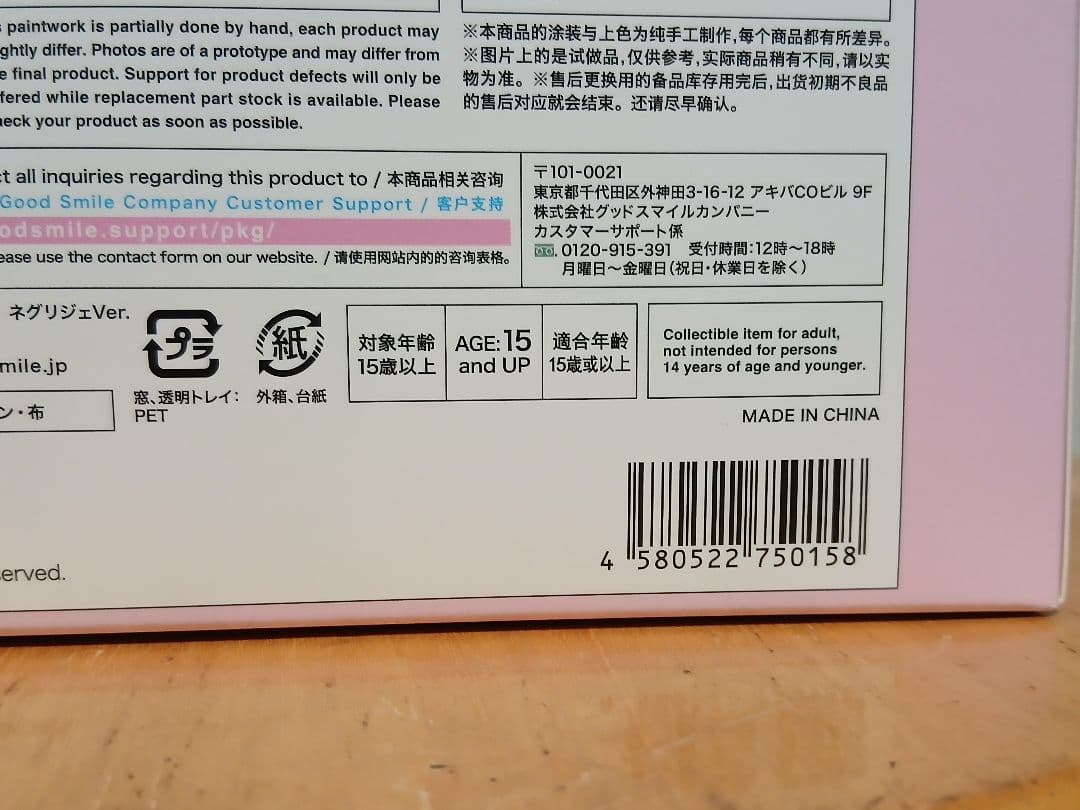 paintwork is partially done by hand, each product may
ghtly differ. Photos are of a prototype and may differ from
e final product. Support for product defects will only be
fered while replacement part stock is available. Please
eck your product as soon as possible.
※本商品的涂装与上色为纯手工制作,每个商品都有所差异。
※图片上的是试做品,仅供参考,实际商品稍有不同,请以实
物为准。※售后更换用的备品库存用完后,出货初期不良品
的售后对应就会结束。还请尽早确认。
ct all inquiries regarding this product to / 本商品相关咨询
Good Smile Company Customer Support / 客户支持
odsmile.support/pkg/
ease use the contact form on our website. / 请使用网站内的的咨询表格。
〒101-0021
東京都千代田区外神田3-16-12 アキバCOビル 9F
株式会社グッドスマイルカンパニー
カスタマーサポート係
0120-915-391 受付時間:12時〜18時
月曜日〜金曜日(祝日・休業日を除く)
ネグリジェVer.
mile.jp
ン・布
プラ
窓、透明トレイ:
PET
紙
外箱、台紙
対象年齢
15歳以上
AGE: 15
and UP
適合年齡
15歲或以上
Collectible item for adult,
not intended for persons
14 years of age and younger.
MADE IN CHINA
4 580522 750158
erved.